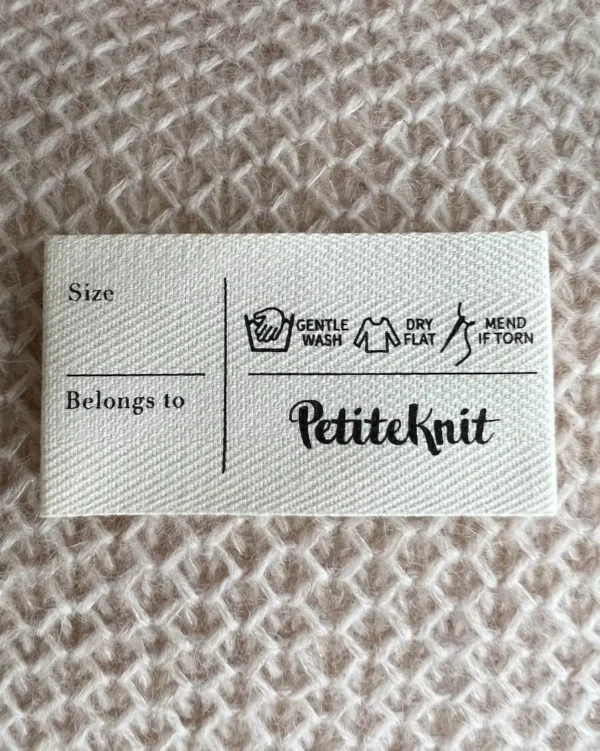 Size
Belongs to
GENTLE
WASH
DRY
FLAT
MEND
IF TORN
PetiteKnit